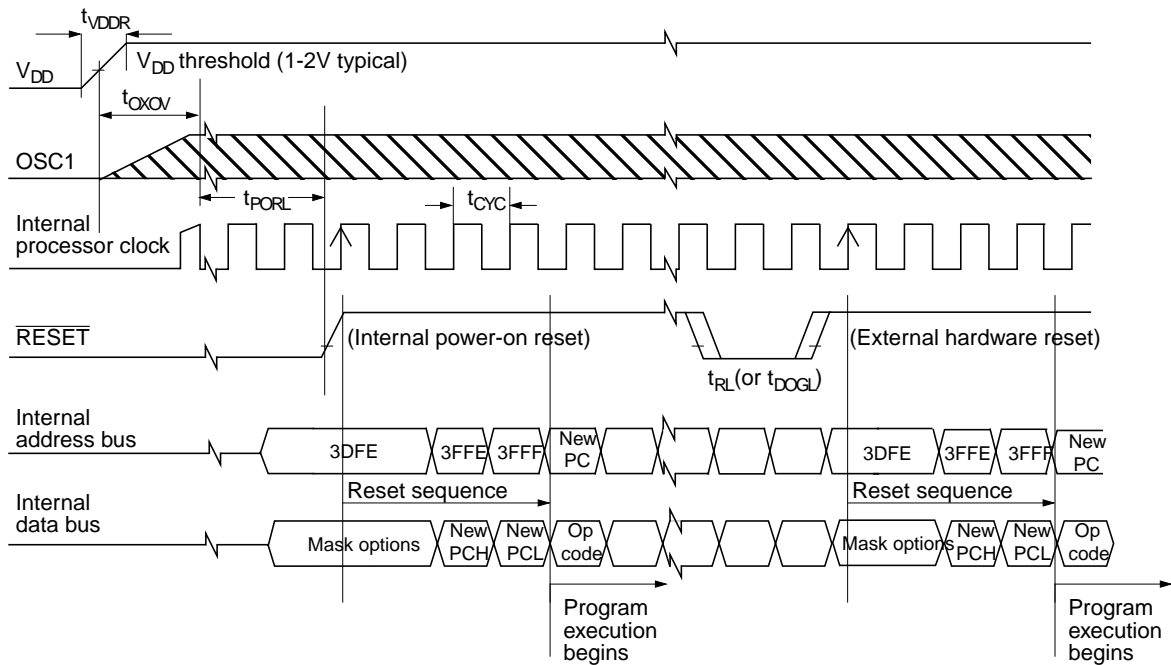 tVDDR
VDD threshold (1-2V typical)
VDD
tOXOV
OSC1
tPORL
tCYC
Internal
processor clock
RESET
(Internal power-on reset)
(External hardware reset)
tRL(or tDOGL)
Internal
address bus
3DFE
3FFE
3FFF
New
PC
3DFE
3FFE
3FFF
New
PC
Reset sequence
Reset sequence
Internal
data bus
Mask options
New
PCH
New
PCL
Op
code
Mask options
New
PCH
New
PCL
Op
code
Program
execution
begins
Program
execution
begins